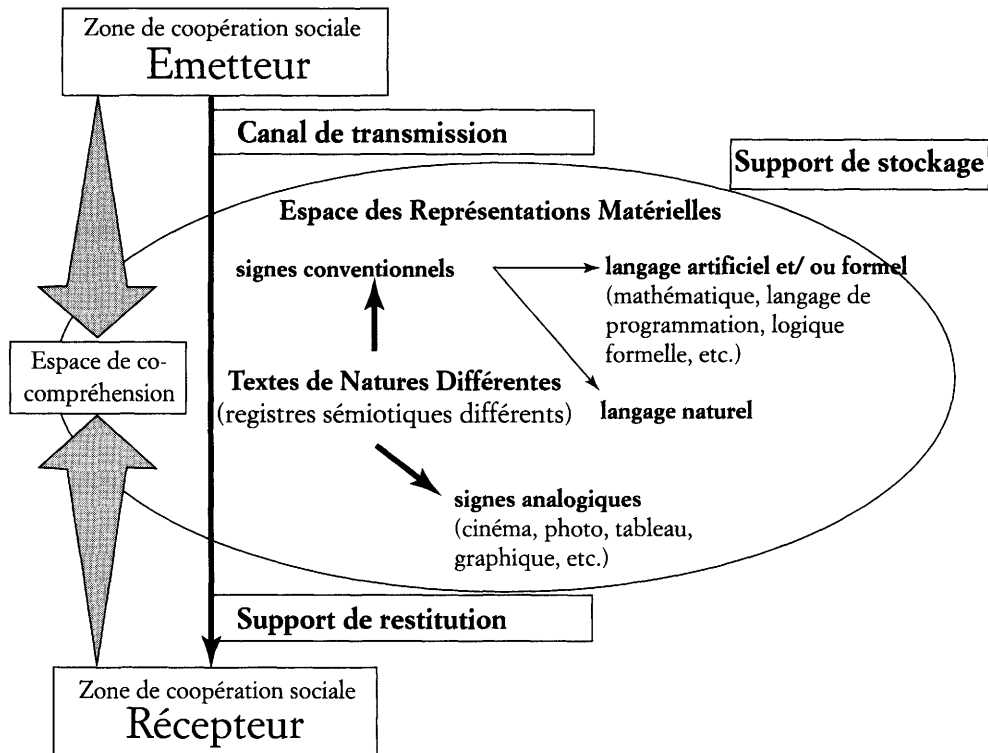 Zone de coopération sociale
Emetteur
Canal de transmission
Support de stockage
Espace des Représentations Matérielles
signes conventionnels
langage artificiel et/ ou formel
(mathématique, langage de
programmation, logique
formelle, etc.)
Espace de co-
compréhension
Textes de Natures Différentes
(registres sémiotiques différents)
langage naturel
signes analogiques
(cinéma, photo, tableau,
graphique, etc.)
Support de restitution
Zone de coopération sociale
Récepteur